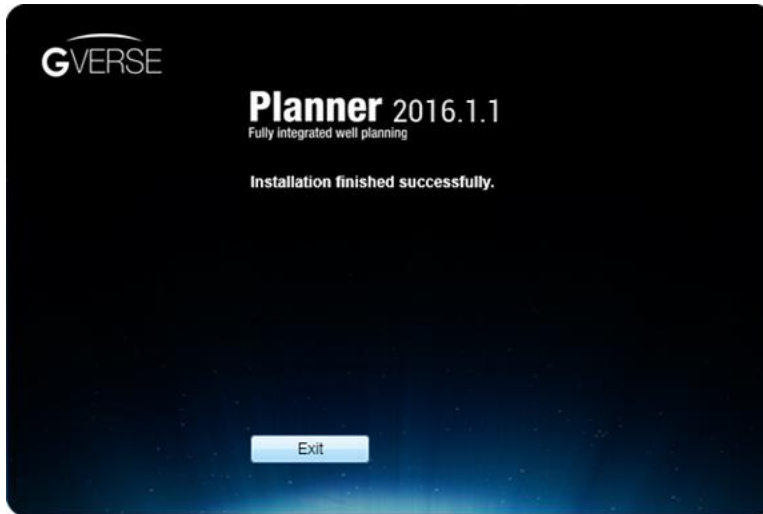 GVERSE
Planner 2016.1.1
Fully integrated well planning
Installation finished successfully.
Exit